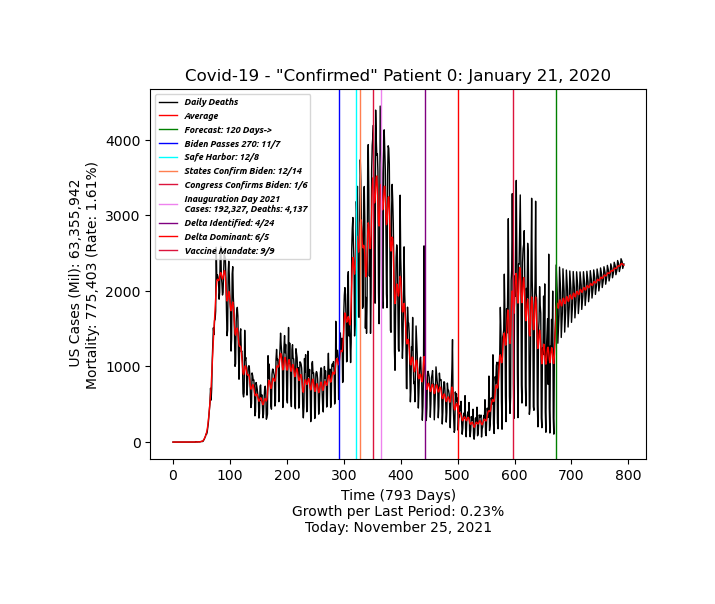 Covid-19 - "Confirmed" Patient 0: January 21, 2020
Daily Deaths
Average
Forecast: 120 Days->
Biden Passes 270: 11/7
Safe Harbor: 12/8
States Confirm Biden: 12/14
Congress Confirms Biden: 1/6
Inauguration Day 2021
Cases: 192,327, Deaths: 4,137
Delta Identified: 4/24
Delta Dominant: 6/5
Vaccine Mandate: 9/9
US Cases (Mil): 63,355,942
Mortality: 775,403 (Rate: 1.61%)
4000
3000
2000
1000
0
0 100 200 300 400 500 600 700 800
Time (793 Days)
Growth per Last Period: 0.23%
Today: November 25, 2021